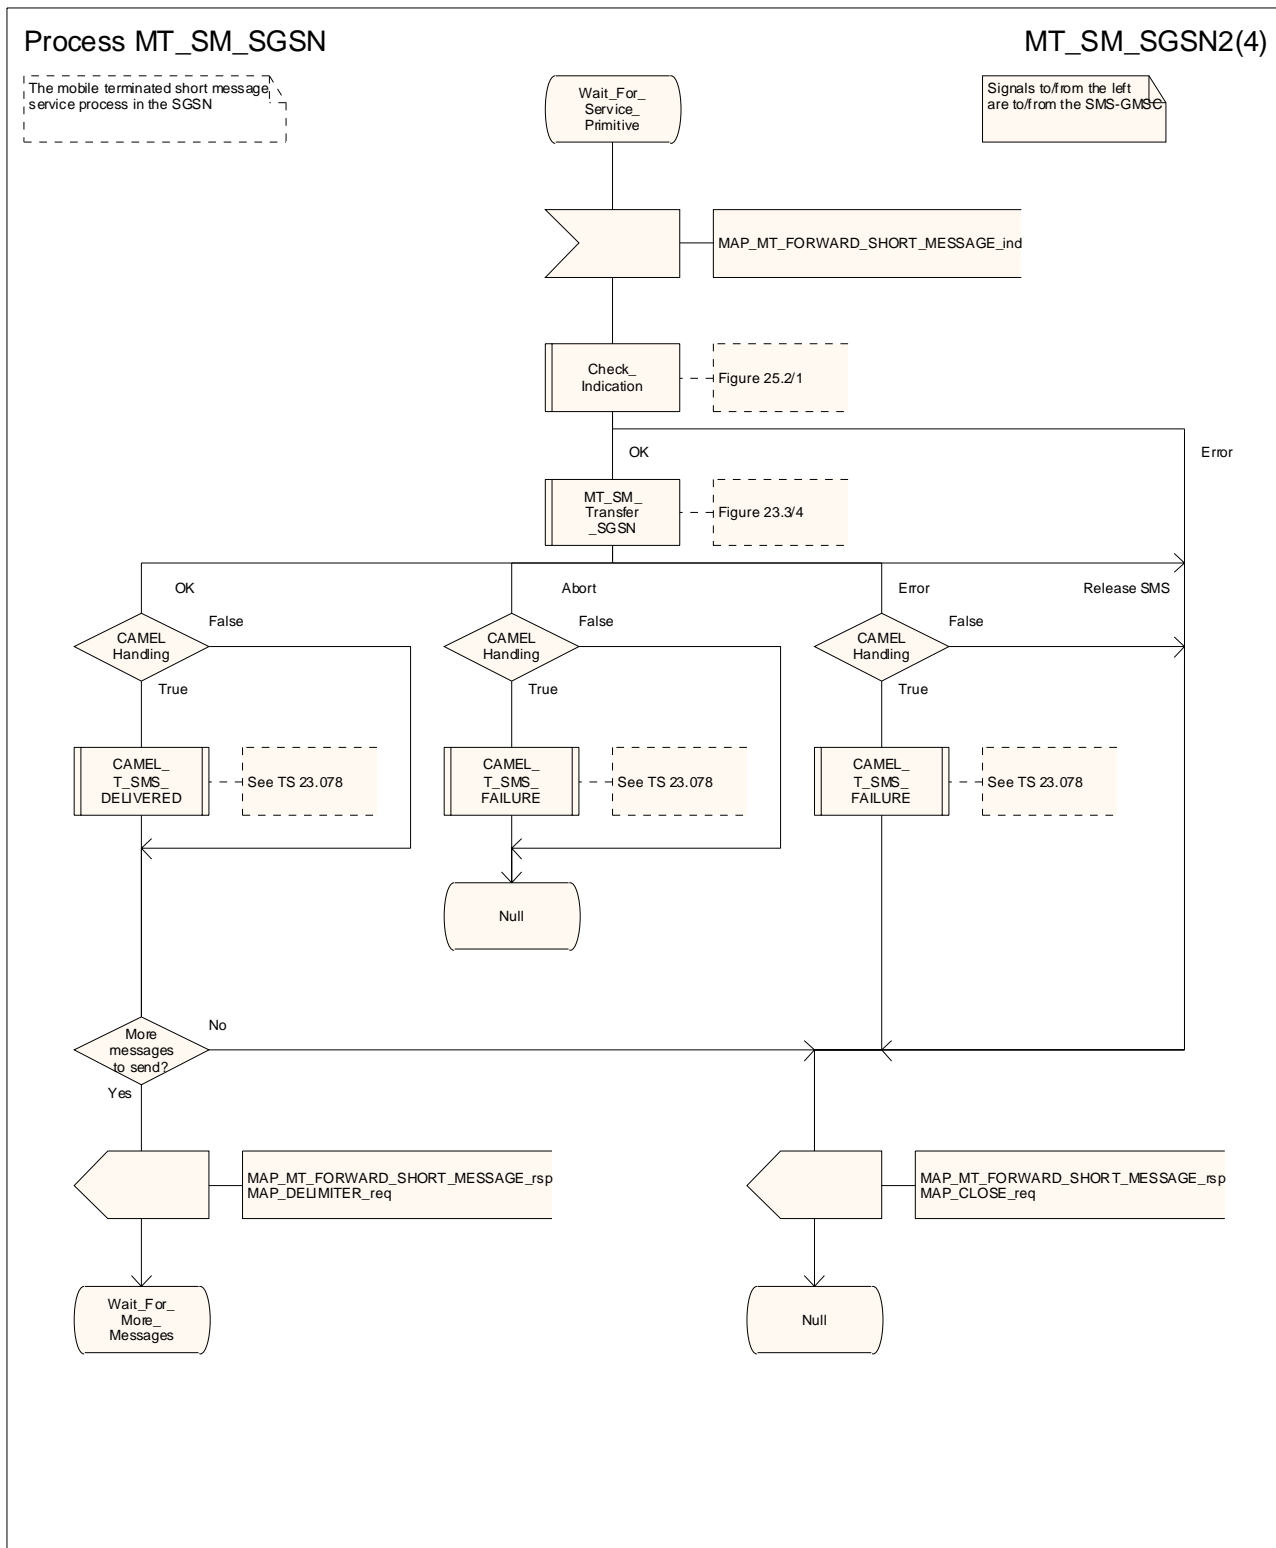 Process MT_SM_SGSN
MT_SM_SGSN2(4)
The mobile terminated short message
service process in the SGSN
Wait_For_
Service_
Primitive
Signals to/from the left
are to/from the SMS-GMSC
MAP_MT_FORWARD_SHORT_MESSAGE_ind
Check_
Indication
Figure 25.2/1
OK
Error
MT_SM_
Transfer
_SGSN
Figure 23.3/4
OK
Abort
Error
Release SMS
CAMEL
Handling
False
CAMEL
Handling
False
CAMEL
Handling
False
True
True
True
CAMEL_
T_SMS_
DELIVERED
See TS 23.078
CAMEL_
T_SMS_
FAILURE
See TS 23.078
CAMEL_
T_SMS_
FAILURE
See TS 23.078
Null
More
messages
to send?
No
Yes
MAP_MT_FORWARD_SHORT_MESSAGE_rsp
MAP_DELIMITER_req
MAP_MT_FORWARD_SHORT_MESSAGE_rsp
MAP_CLOSE_req
Wait_For_
More_
Messages
Null